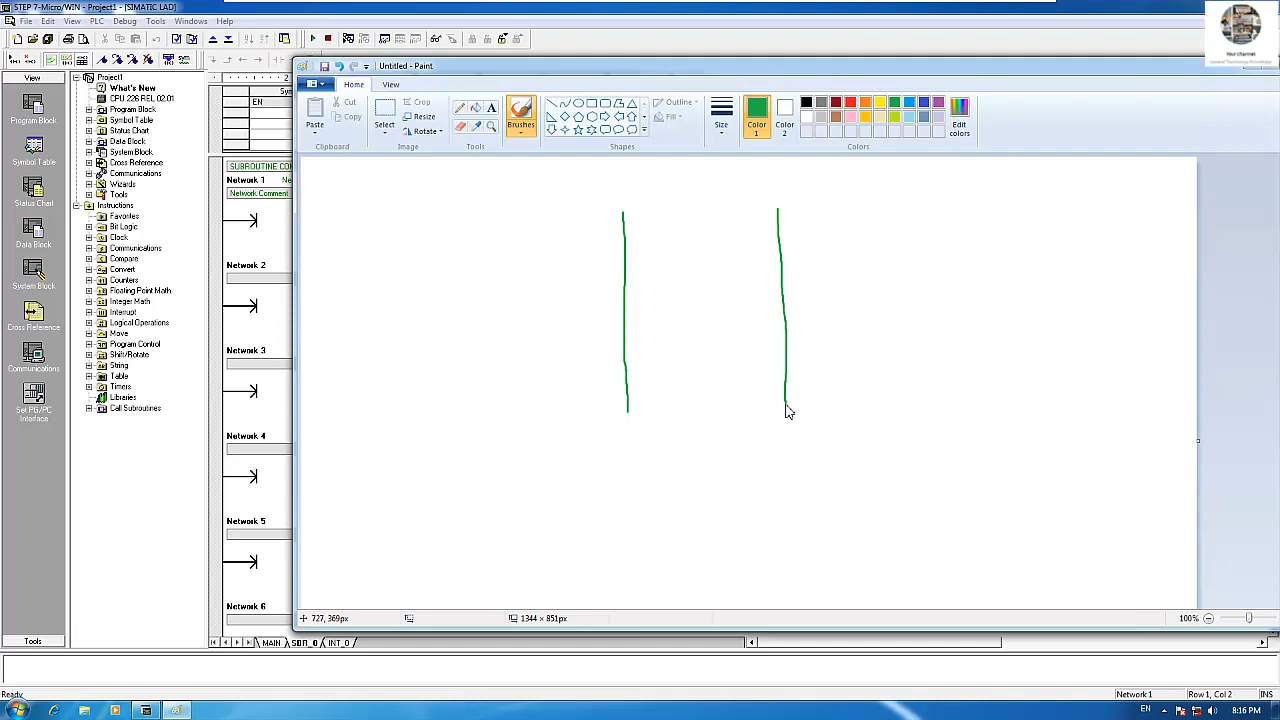 STEP 7-Micro/WIN - Project1 - [SIMATIC LAD]
File Edit View PLC Debug Tools Windows Help
View
Program Block
Symbol Table
Status Chart
Data Block
System Block
Cross Reference
Communications
Set PG/PC
Interface
Tools
Project1
What's New
CPU 226 REL 02.01
Program Block
Symbol Table
Status Chart
Data Block
System Block
Cross Reference
Communications
Wizards
Tools
Instructions
Favorites
Bit Logic
Clock
Communications
Compare
Convert
Counters
Floating Point Math
Integer Math
Interrupt
Logical Operations
Move
Program Control
Shift/Rotate
String
Table
Timers
Libraries
Call Subroutines
EN
Network 1
Network Comment
Network 2
Network 3
Network 4
Network 5
Network 6
MAIN SBR_0 INT_0
Untitled - Paint
Home View
Paste
Cut
Copy
Clipboard
Select
Crop
Resize
Rotate
Image
Tools
Brushes
Outline
Fill
Shapes
Size
Color
1
Color
2
Edit
colors
Colors
727, 369px
1344 × 851px
100%
Your channel
Ready
Network 1
Row 1, Col 2
INS
EN
8:16 PM